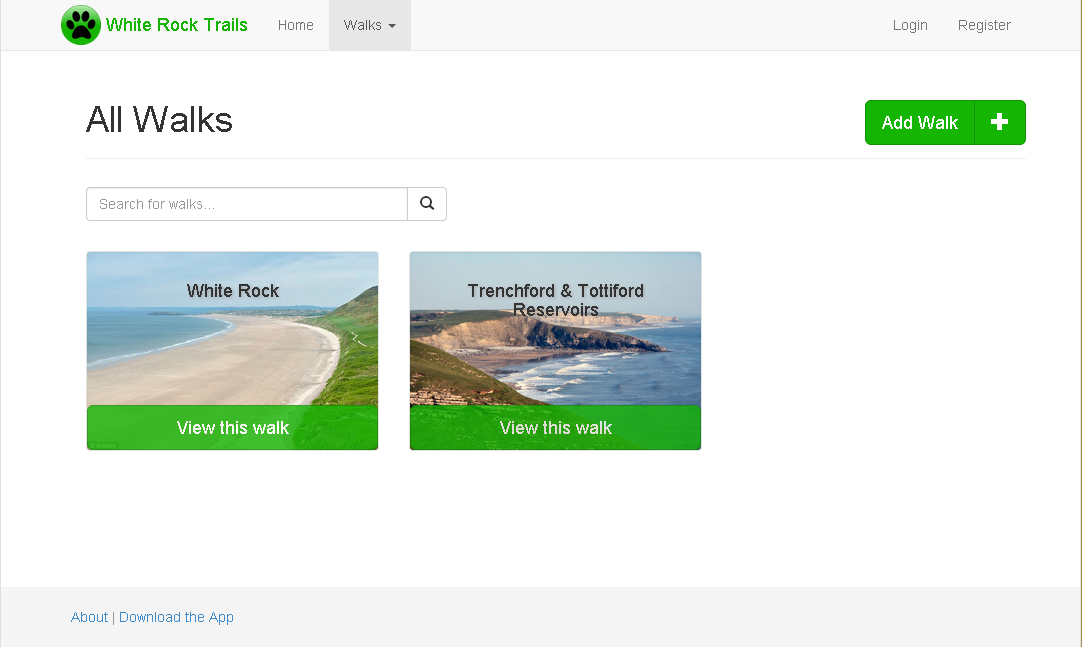 White Rock Trails Home Walks Login Register
All Walks
Add Walk
Search for walks...
White Rock
Trenchford & Tottiford
Reservoirs
View this walk
View this walk
About | Download the App